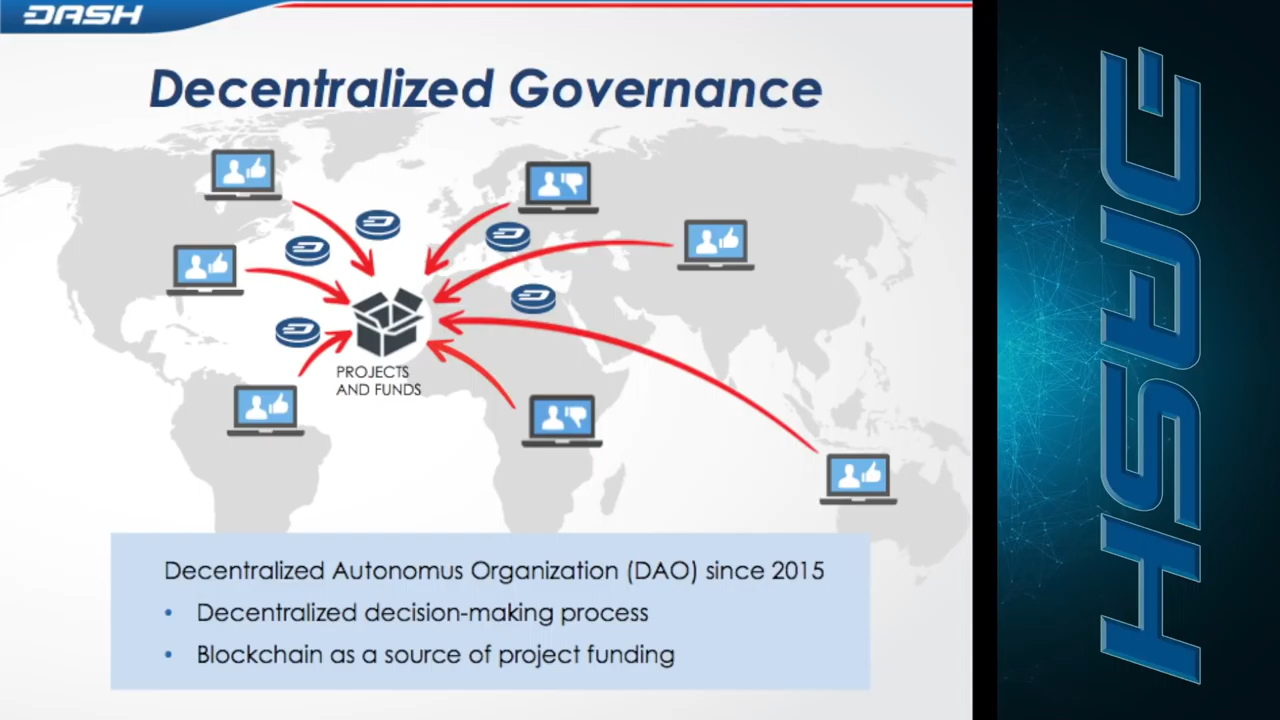 DASH
Decentralized Governance
PROJECTS
AND FUNDS
Decentralized Autonomus Organization (DAO) since 2015
• Decentralized decision-making process
• Blockchain as a source of project funding
DASH